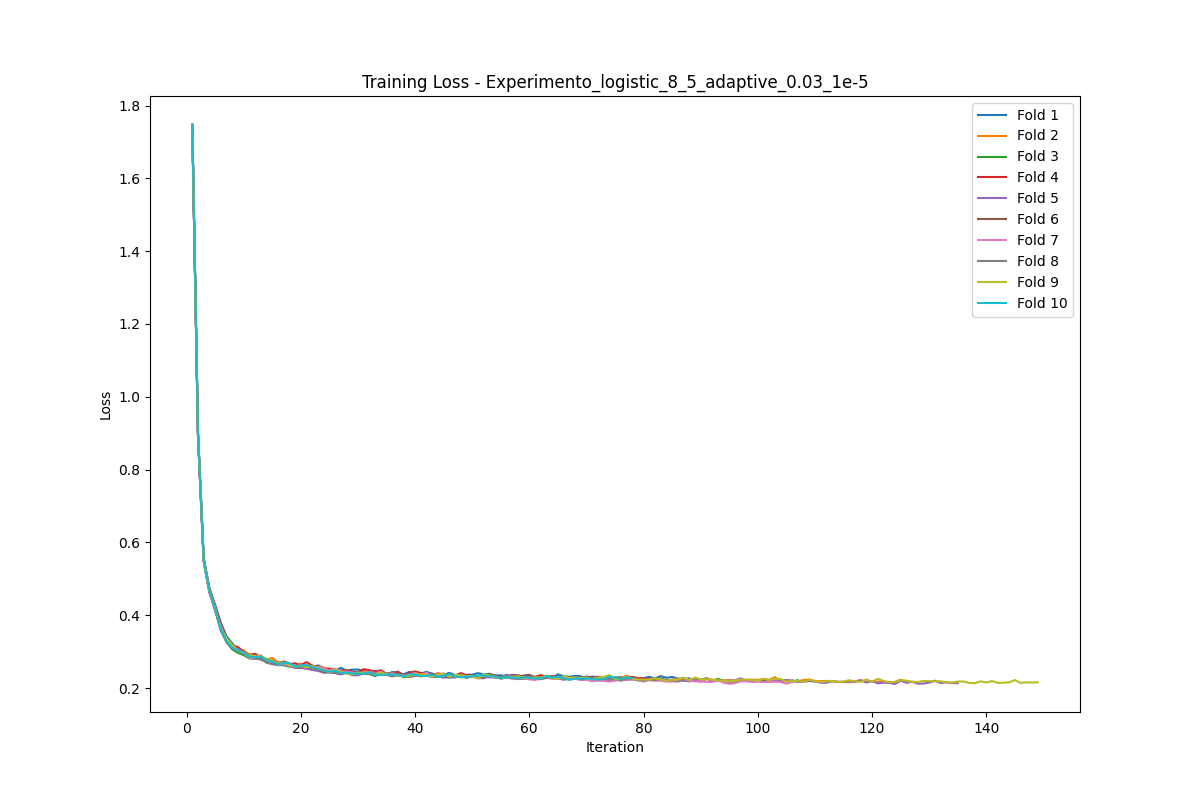 Training Loss - Experimento_logistic_8_5_adaptive_0.03_1e-5
1.8
1.6
1.4
1.2
1.0
0.8
0.6
0.4
0.2
Loss
0 20 40 60 80 100 120 140
Iteration
Fold 1
Fold 2
Fold 3
Fold 4
Fold 5
Fold 6
Fold 7
Fold 8
Fold 9
Fold 10